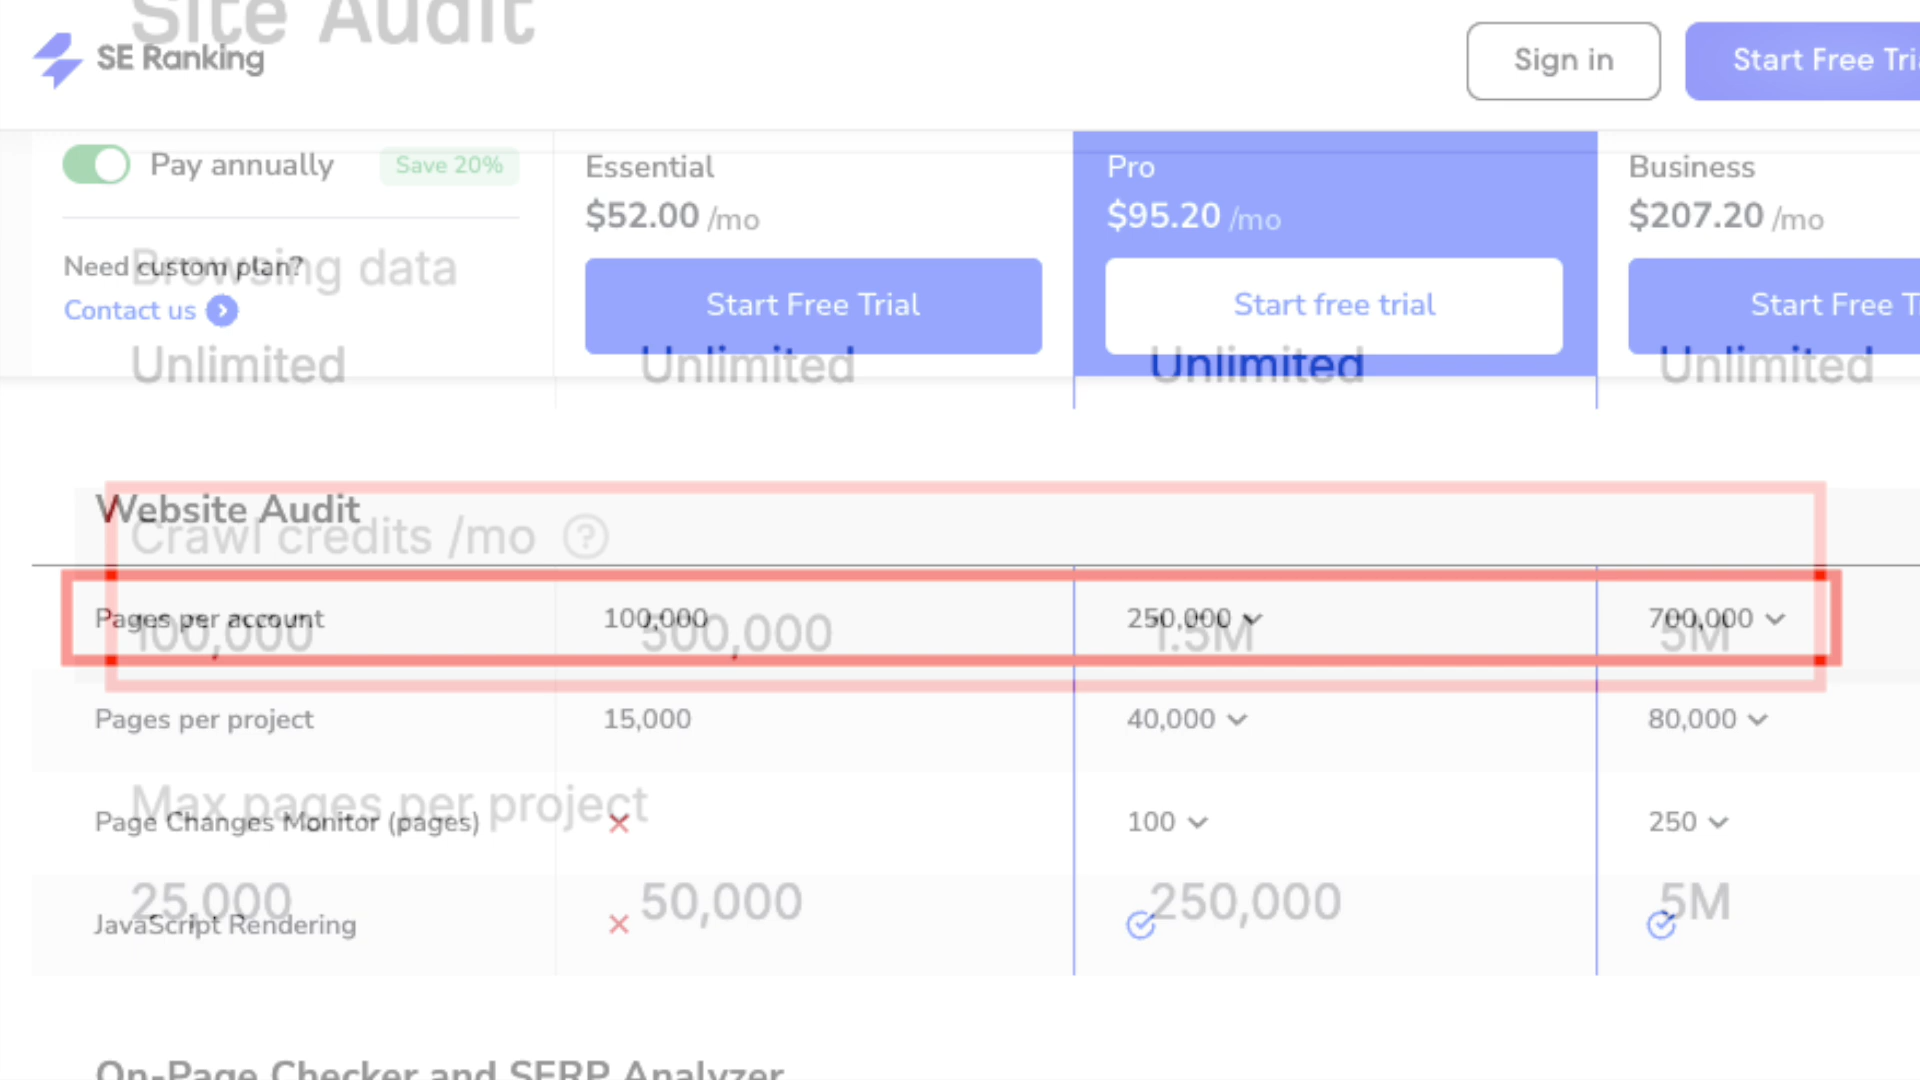 Site Audit
SE Ranking
Sign in
Start Free Tri
Pay annually
Save 20%
Essential
$52.00 /mo
Pro
$95.20 /mo
Business
$207.20 /mo
Need custom plan?
Browsing data
Contact us
Start Free Trial
Start free trial
Start Free T
Unlimited
Unlimited
Unlimited
Unlimited
Website Audit
Crawl credits /mo ?
Pages per account
100,000
250,000
700,000
100,000
500,000
1.5M
5M
Pages per project
15,000
40,000
80,000
Max pages per project
Page Changes Monitor (pages)
100
250
25,000
50,000
250,000
5M
JavaScript Rendering
On-Page Checker and SERP Analyzer